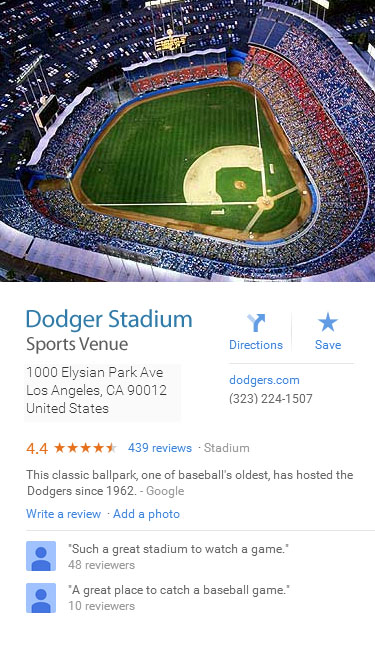 Dodger Stadium
Sports Venue
1000 Elysian Park Ave
Los Angeles, CA 90012
United States
Directions
Save
dodgers.com
(323) 224-1507
4.4 439 reviews · Stadium
This classic ballpark, one of baseball's oldest, has hosted the
Dodgers since 1962. - Google
Write a review · Add a photo
"Such a great stadium to watch a game."
48 reviewers
"A great place to catch a baseball game."
10 reviewers